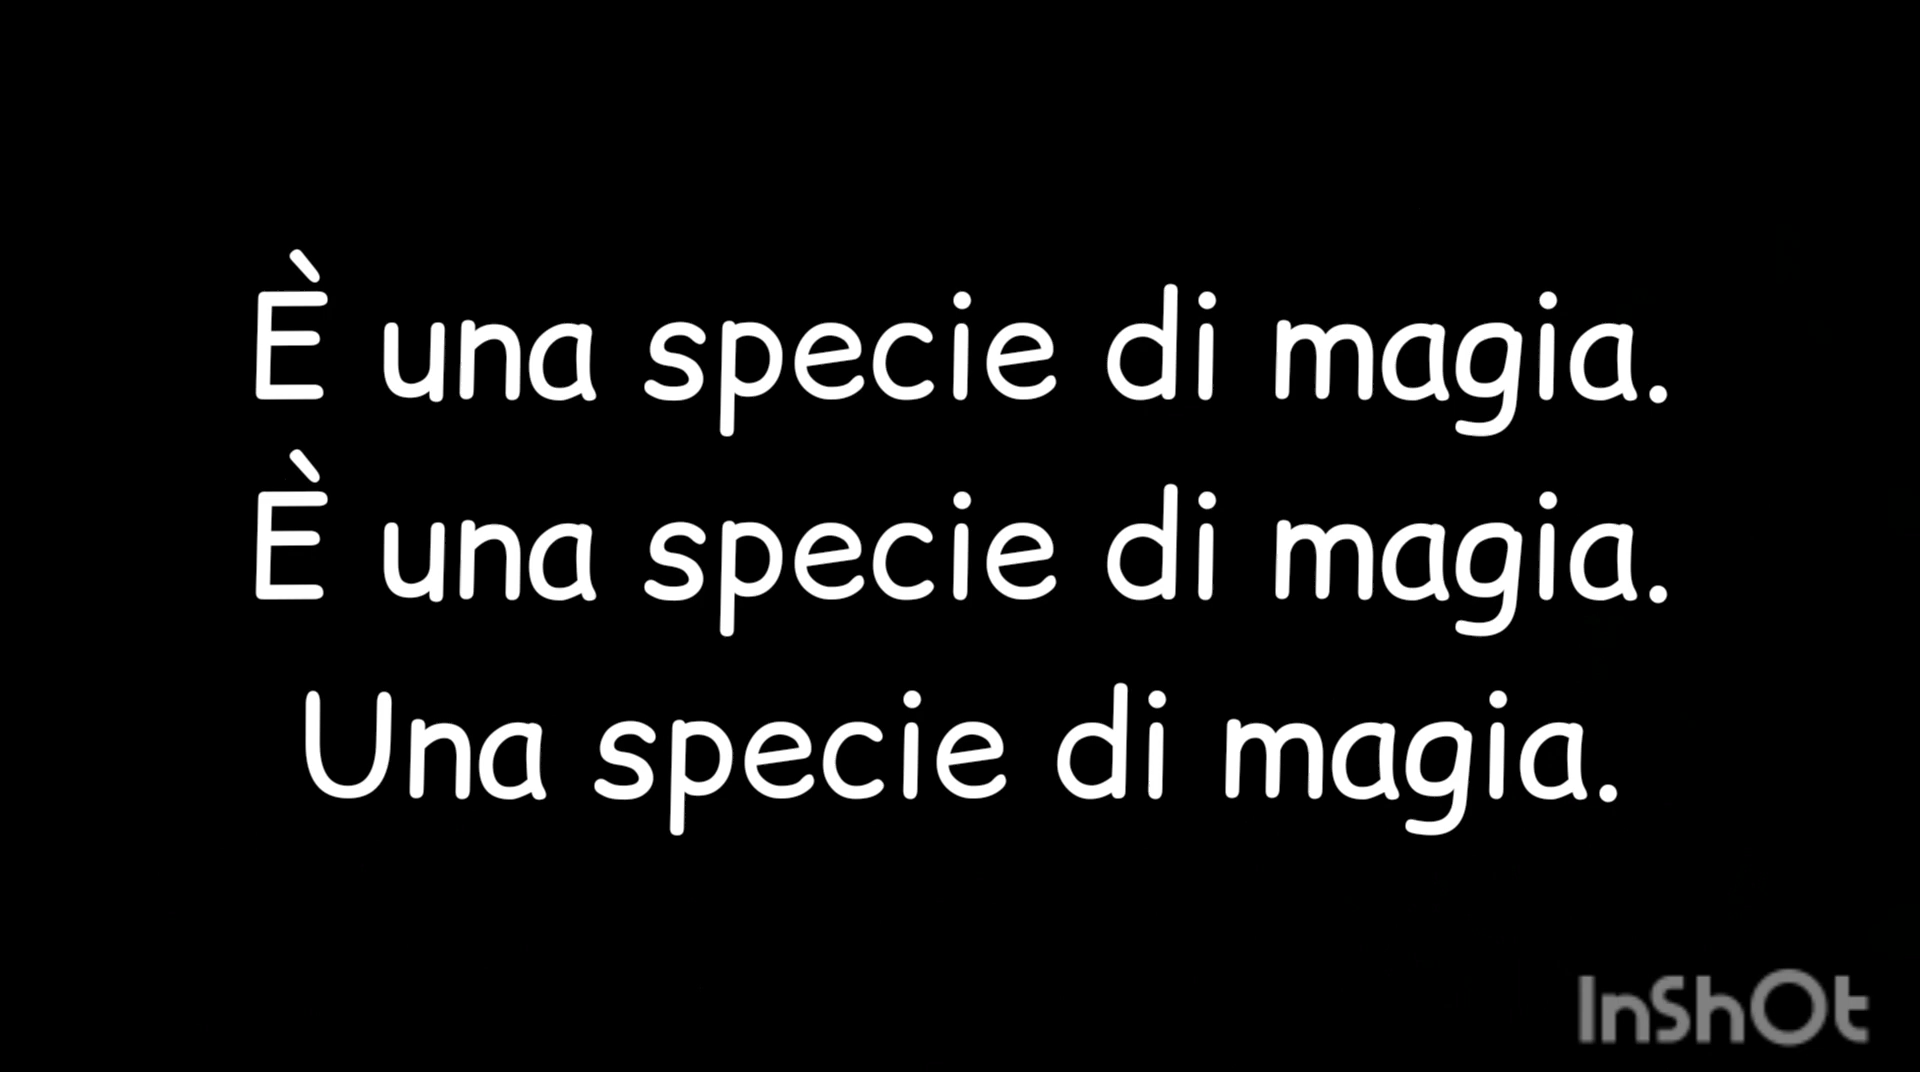 È una specie di magia.
È una specie di magia.
Una specie di magia.
InShOt